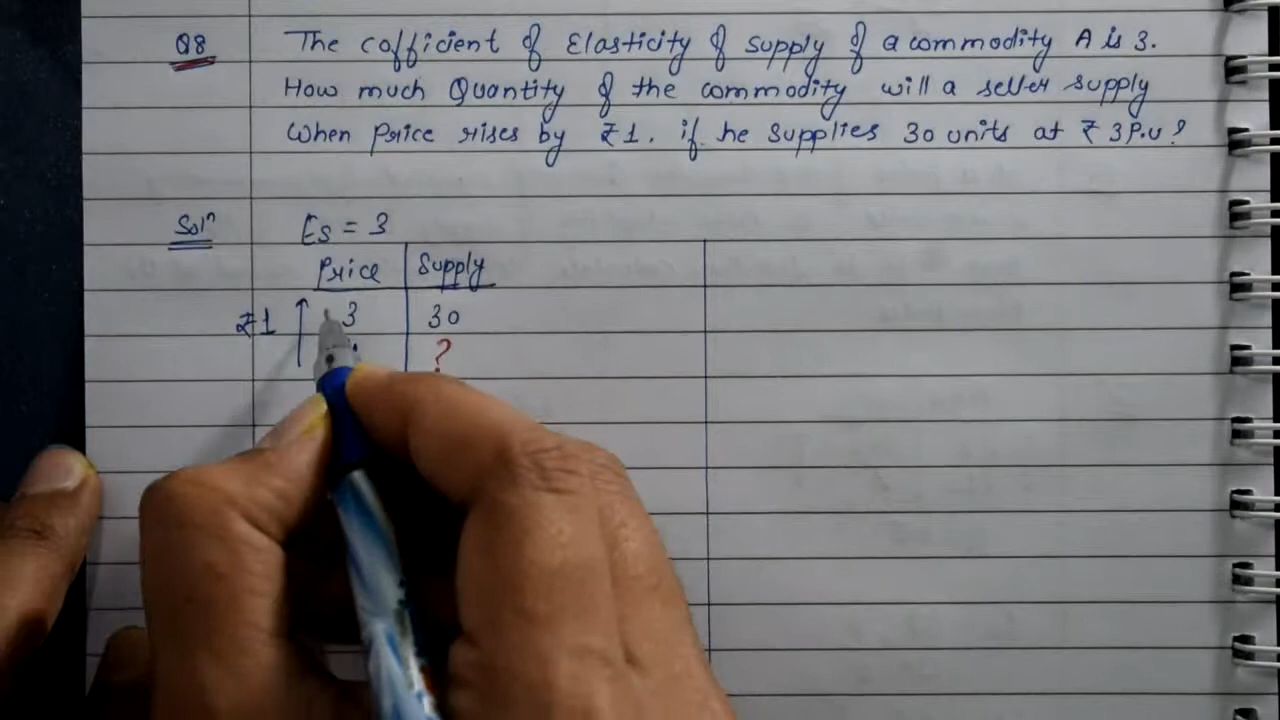 Q8 The cofficient of Elasticity of Supply of a commodity A is 3.
How much Quantity of the commodity will a seller supply
When Price rises by ₹1. if he Supplies 30 units at ₹ 3 P.U?
Solⁿ Es = 3
Price Supply
₹1 3 30
?